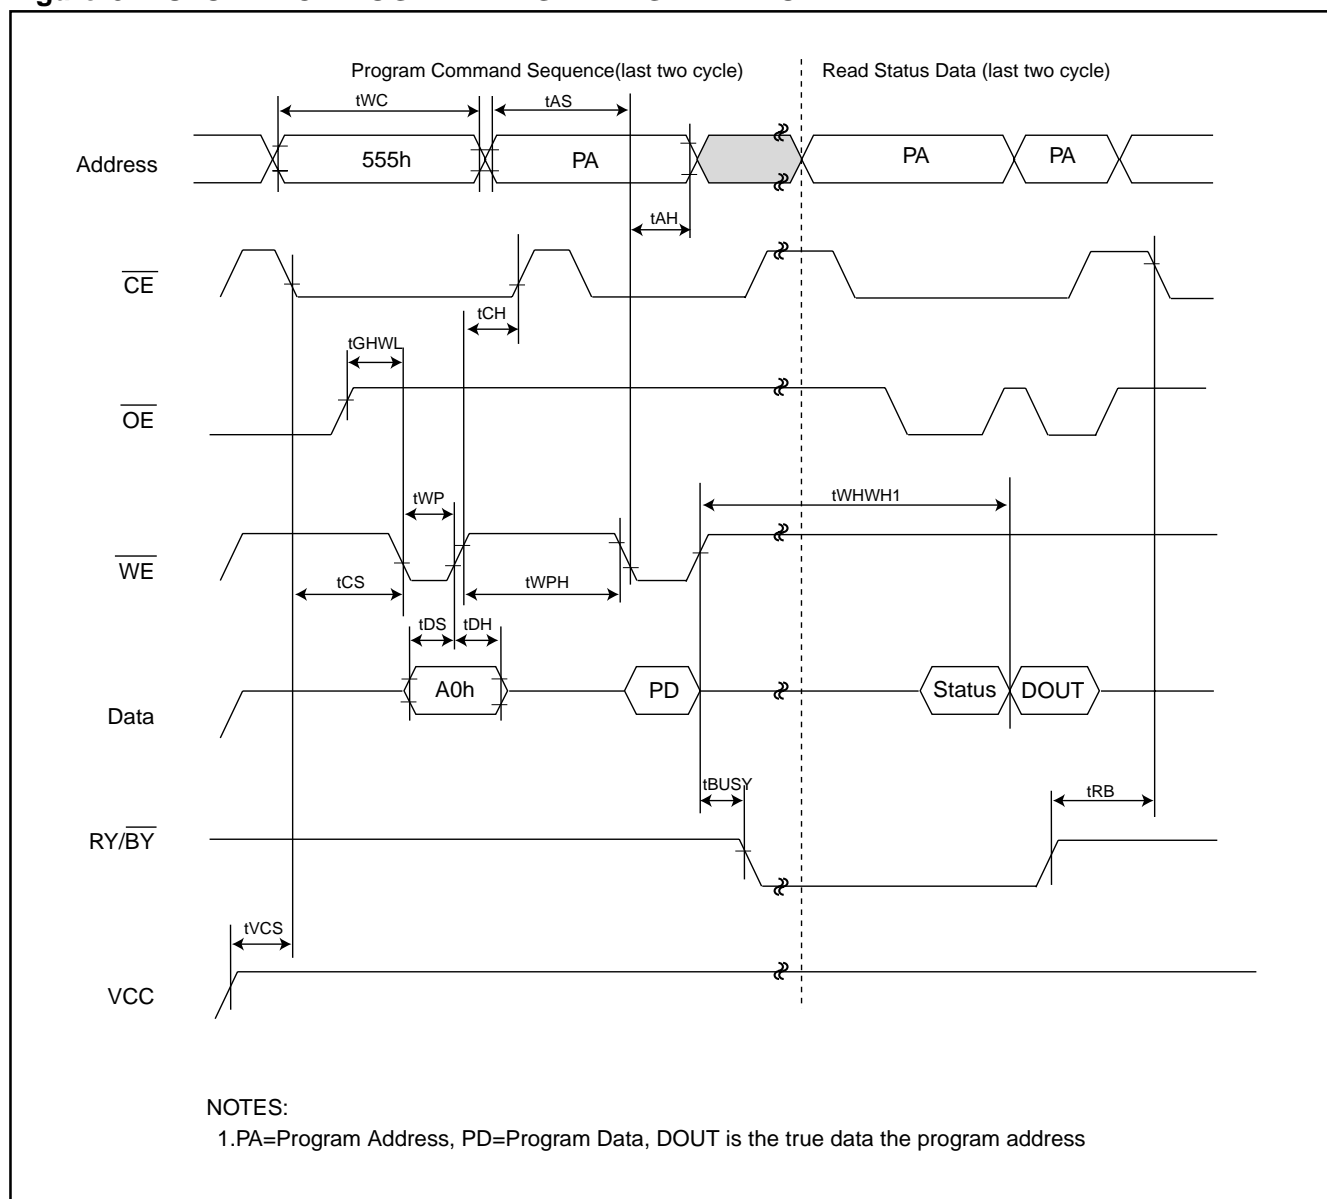 Program Command Sequence(last two cycle) Read Status Data (last two cycle)
tWC tAS
Address 555h PA PA PA
tAH
CE
tCH
tGHWL
OE
tWP tWHWH1
WE
tCS tWPH
tDS tDH
A0h PD Status DOUT
Data
tBUSY tRB
RY/BY
tVCS
VCC
NOTES:
1.PA=Program Address, PD=Program Data, DOUT is the true data the program address